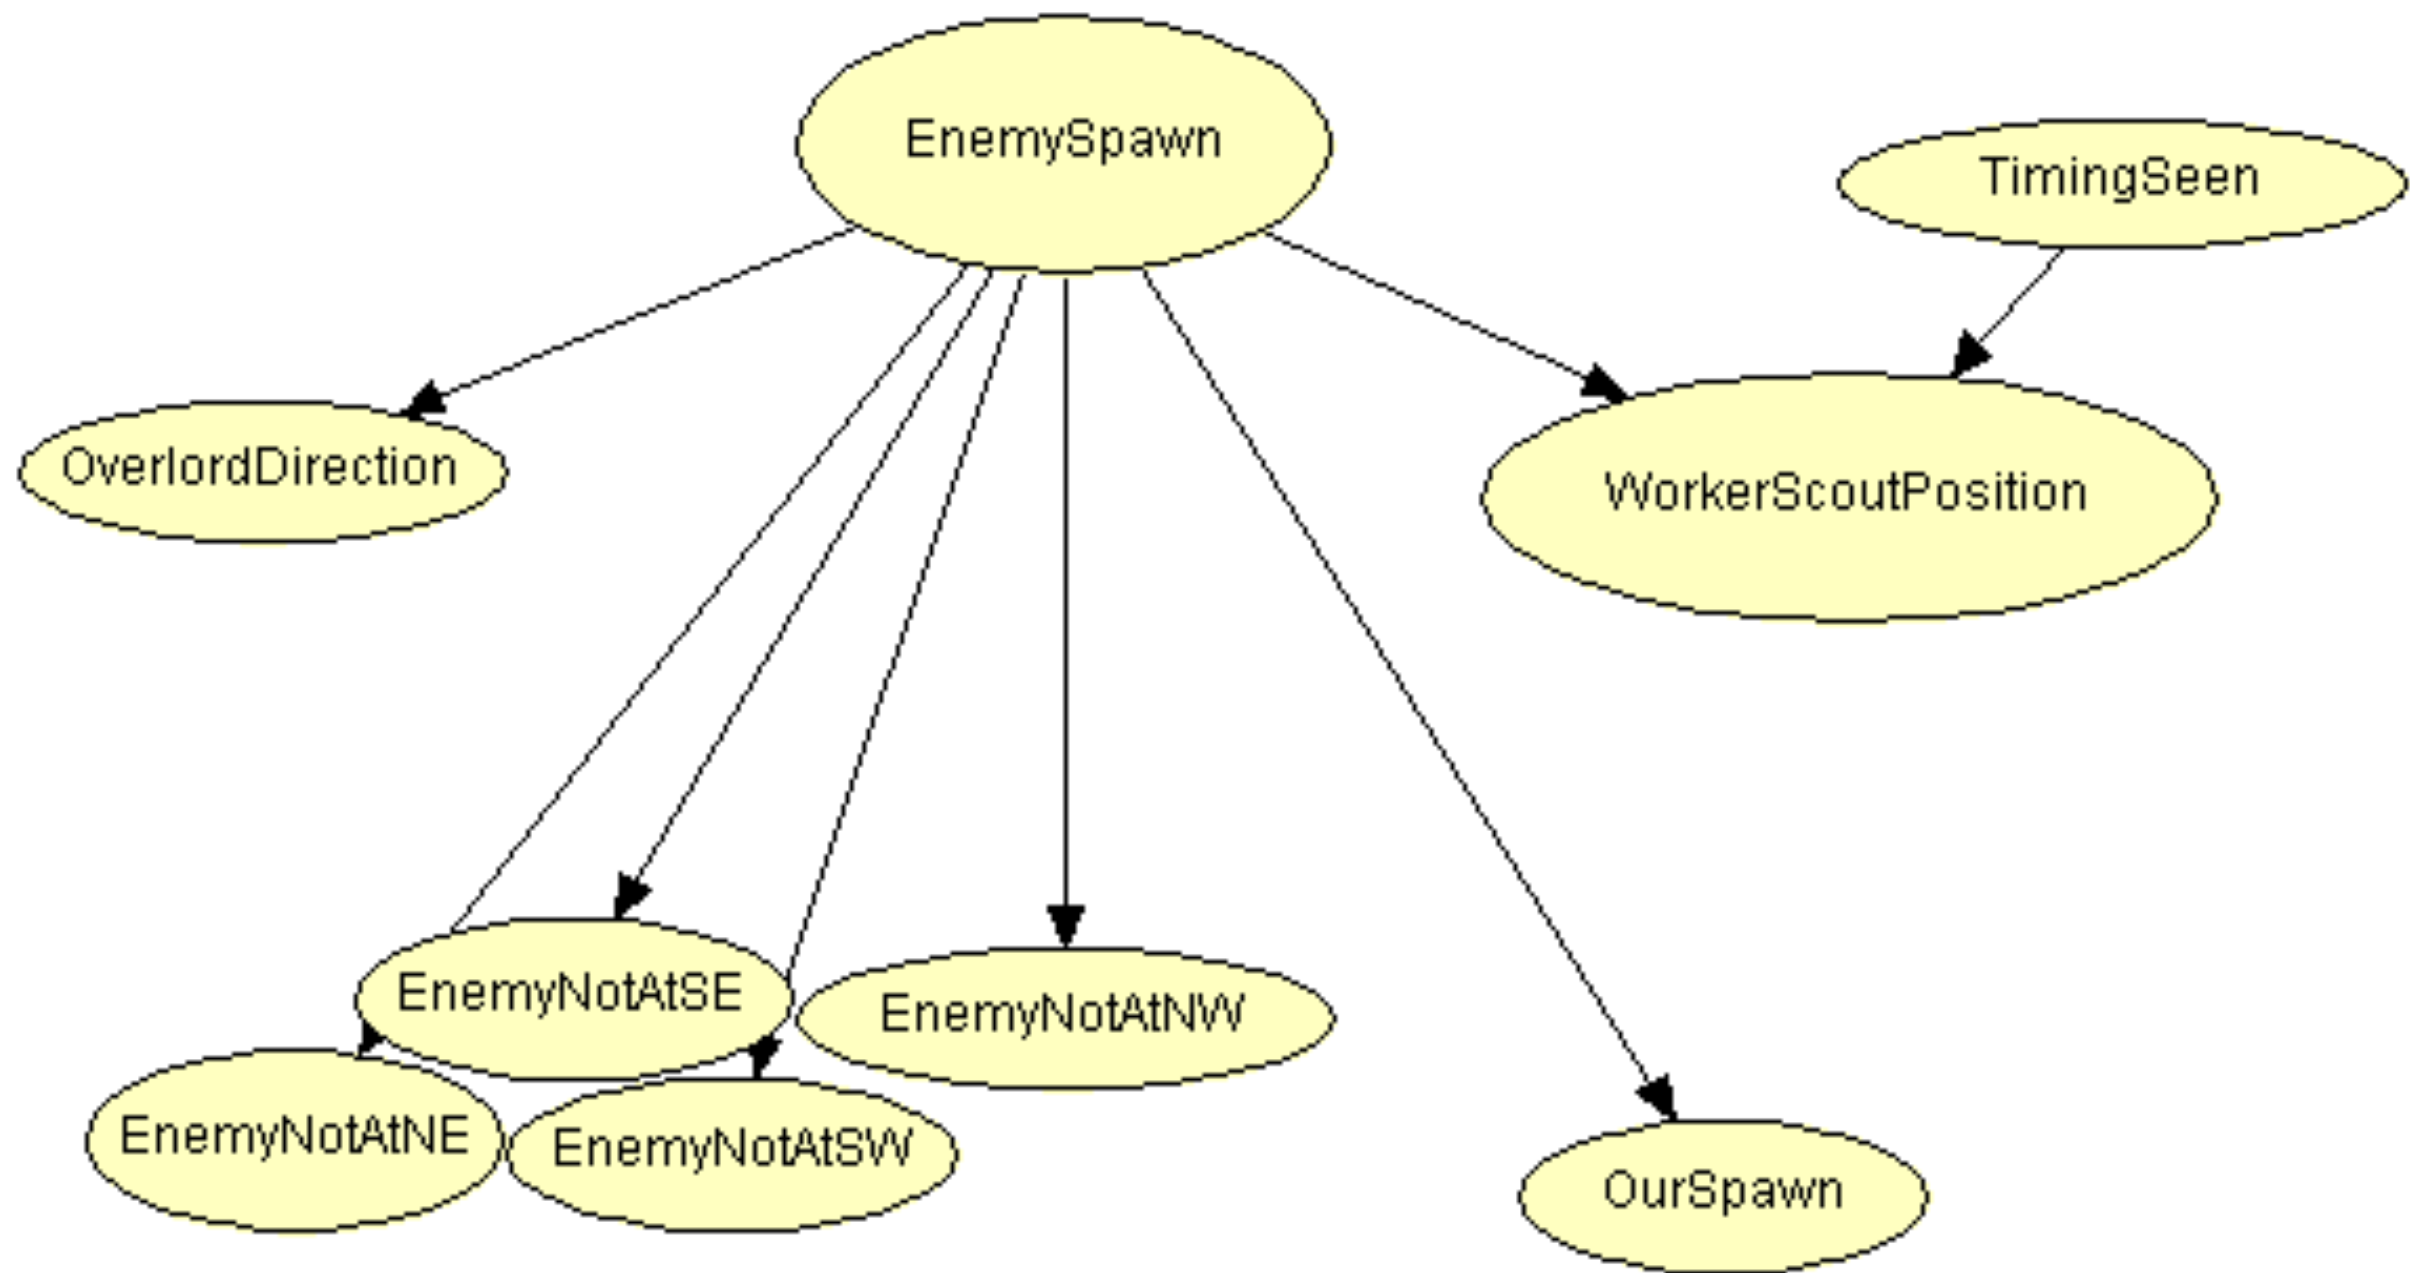 EnemySpawn
TimingSeen
OverlordDirection
WorkerScoutPosition
EnemyNotAtSE
EnemyNotAtNW
EnemyNotAtNE
EnemyNotAtSW
OurSpawn